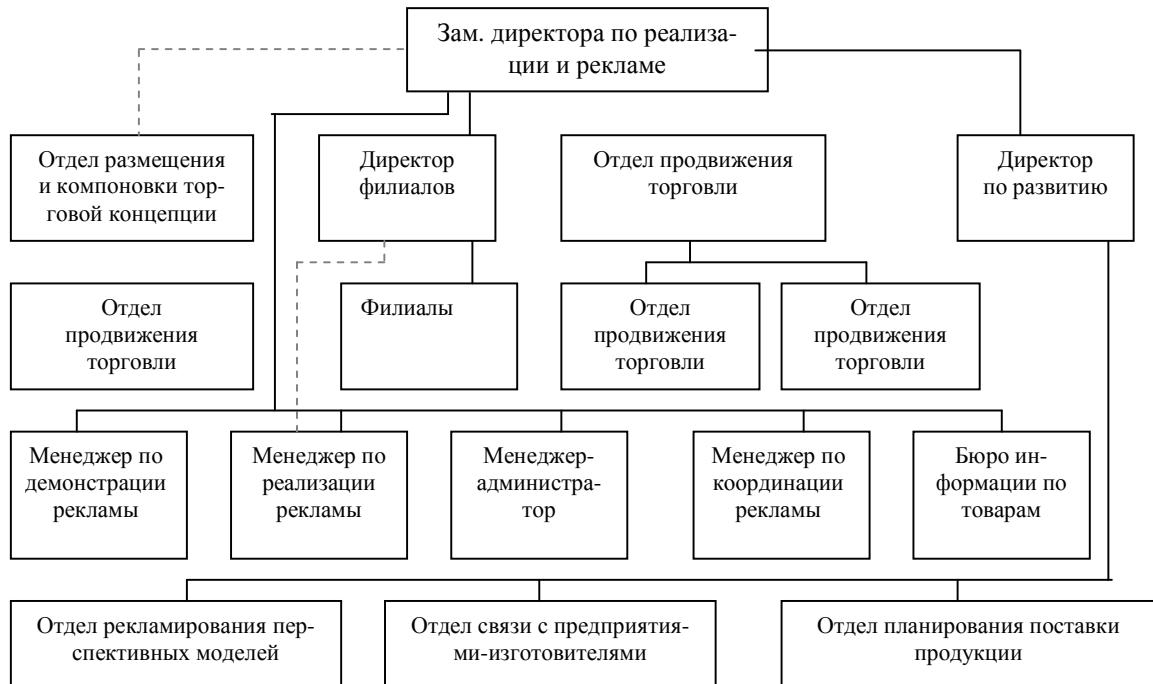 Зам. директора по реализа-
ции и рекламе
Отдел размещения
и компоновки тор-
говой концепции
Директор
филиалов
Отдел продвижения
торговли
Директор
по развитию
Отдел
продвижения
торговли
Филиалы
Отдел
продвижения
торговли
Отдел
продвижения
торговли
Менеджер по
демонстрации
рекламы
Менеджер по
реализации
рекламы
Менеджер-
администра-
тор
Менеджер по
координации
рекламы
Бюро ин-
формации по
товарам
Отдел рекламирования пер-
спективных моделей
Отдел связи с предприятия-
ми-изготовителями
Отдел планирования поставки
продукции